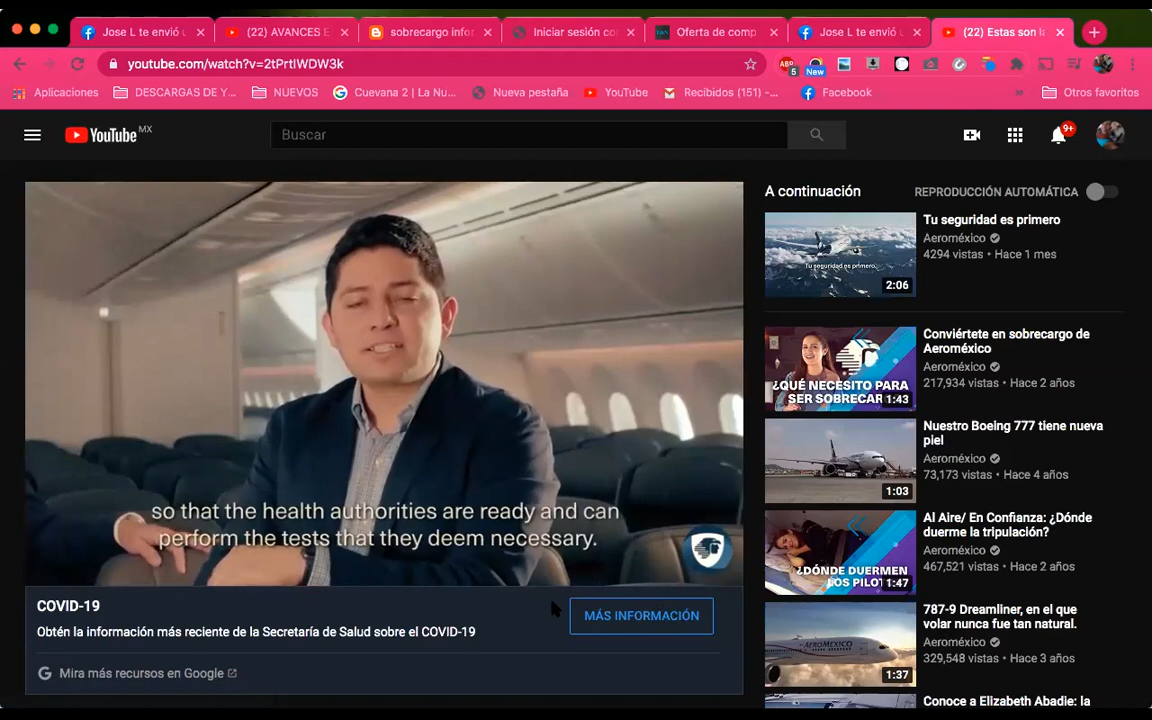 Jose L te envió u
(22) AVANCES E
sobrecargo infor
Iniciar sesión co
Oferta de comp
Jose L te envió u
(22) Estas son la
youtube.com/watch?v=2tPrtIWDW3k
ABP
5
New
Aplicaciones
DESCARGAS DE Y...
NUEVOS
Cuevana 2 | La Nu...
Nueva pestaña
YouTube
Recibidos (151) -...
Facebook
»
Otros favoritos
YouTube MX
Buscar
9+
so that the health authorities are ready and can
perform the tests that they deem necessary.
COVID-19
Obtén la información más reciente de la Secretaría de Salud sobre el COVID-19
MÁS INFORMACIÓN
Mira más recursos en Google
A continuación
REPRODUCCIÓN AUTOMÁTICA
Tu seguridad es primero.
2:06
Tu seguridad es primero
Aeroméxico
4294 vistas • Hace 1 mes
¿QUÉ NECESITO PARA
SER SOBRECAR
1:43
Conviértete en sobrecargo de
Aeroméxico
Aeroméxico
217,934 vistas • Hace 2 años
1:03
Nuestro Boeing 777 tiene nueva
piel
Aeroméxico
73,173 vistas • Hace 4 años
¿DÓNDE DUERMEN
LOS PILOT
1:47
Al Aire/ En Confianza: ¿Dónde
duerme la tripulación?
Aeroméxico
467,521 vistas • Hace 2 años
AEROMEXICO
1:37
787-9 Dreamliner, en el que
volar nunca fue tan natural.
Aeroméxico
329,548 vistas • Hace 3 años
Conoce a Elizabeth Abadie: la